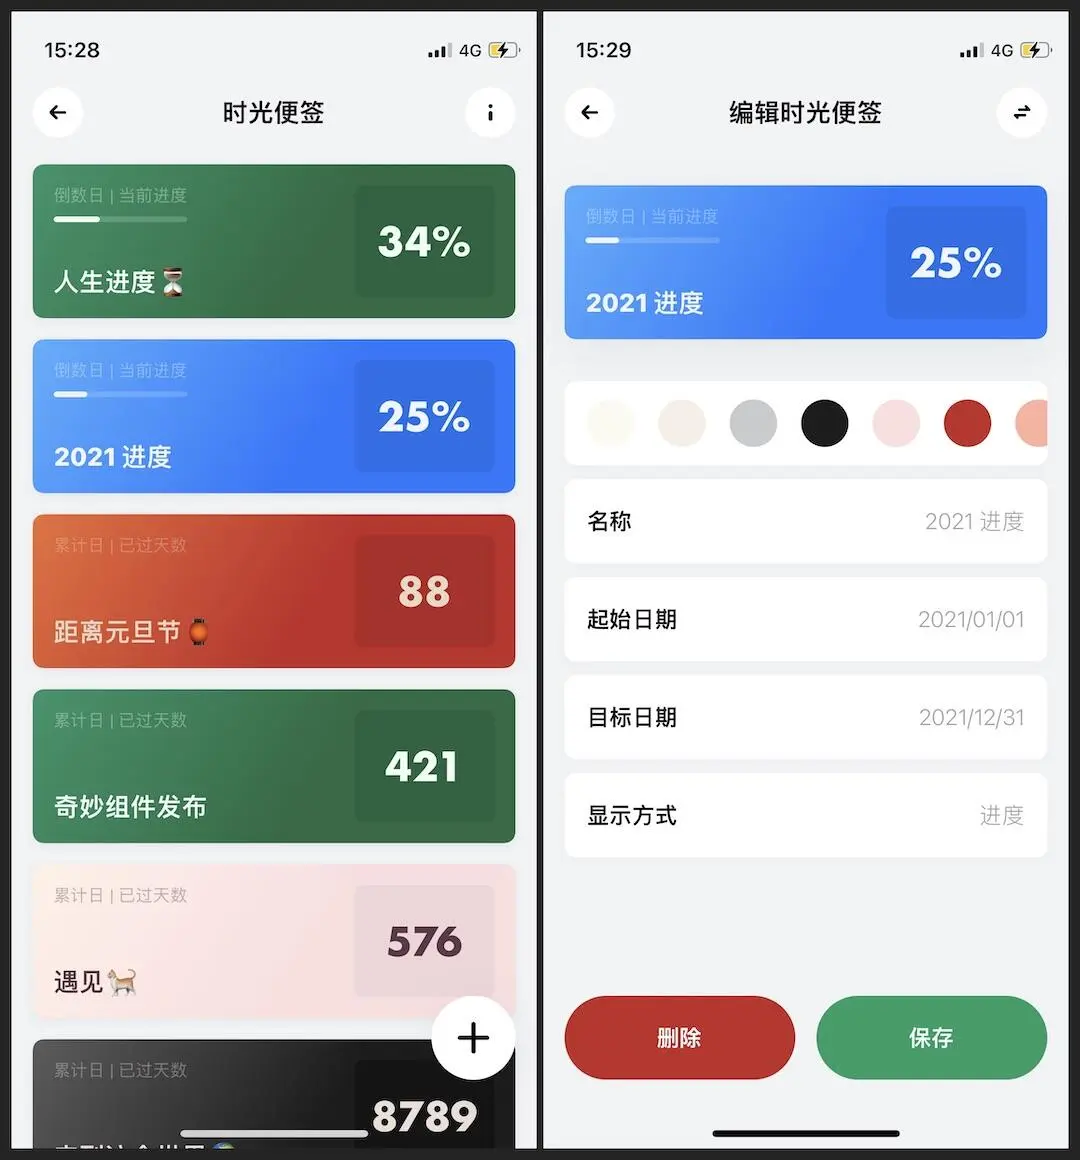 15:28
4G
时光便签
倒数日 | 当前进度
34%
人生进度
倒数日 | 当前进度
25%
2021 进度
累计日 | 已过天数
88
距离元旦节
累计日 | 已过天数
421
奇妙组件发布
累计日 | 已过天数
576
遇见
累计日 | 已过天数
8789
15:29
4G
编辑时光便签
倒数日 | 当前进度
25%
2021 进度
名称 2021 进度
起始日期 2021/01/01
目标日期 2021/12/31
显示方式 进度
删除 保存